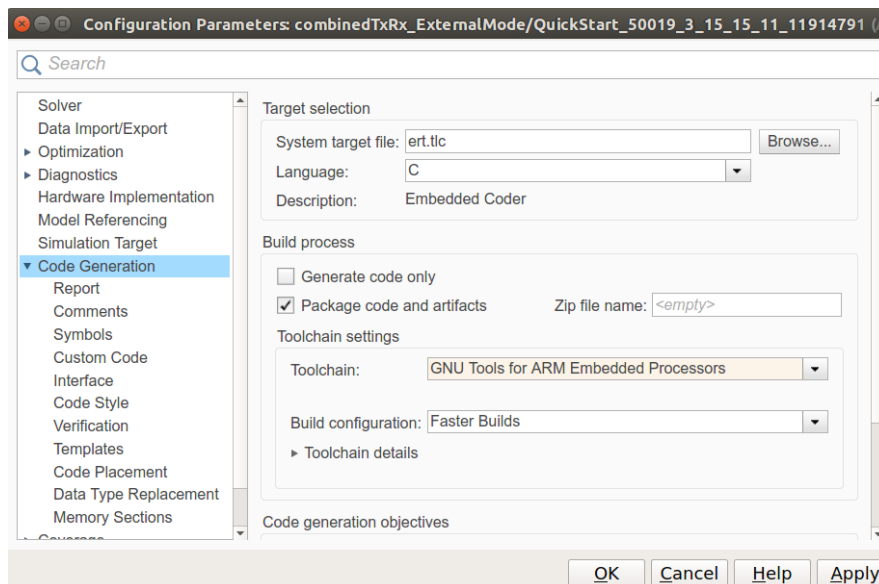 Configuration Parameters: combinedTxRx_ExternalMode/QuickStart_50019_3_15_15_11_11914791 (
Search
Solver
Data Import/Export
Optimization
Diagnostics
Hardware Implementation
Model Referencing
Simulation Target
Code Generation
Report
Comments
Symbols
Custom Code
Interface
Code Style
Verification
Templates
Code Placement
Data Type Replacement
Memory Sections
Coverage
Target selection
System target file: ert.tlc Browse...
Language: C
Description: Embedded Coder
Build process
Generate code only
Package code and artifacts Zip file name: <empty>
Toolchain settings
Toolchain: GNU Tools for ARM Embedded Processors
Build configuration: Faster Builds
Toolchain details
Code generation objectives
OK Cancel Help Apply